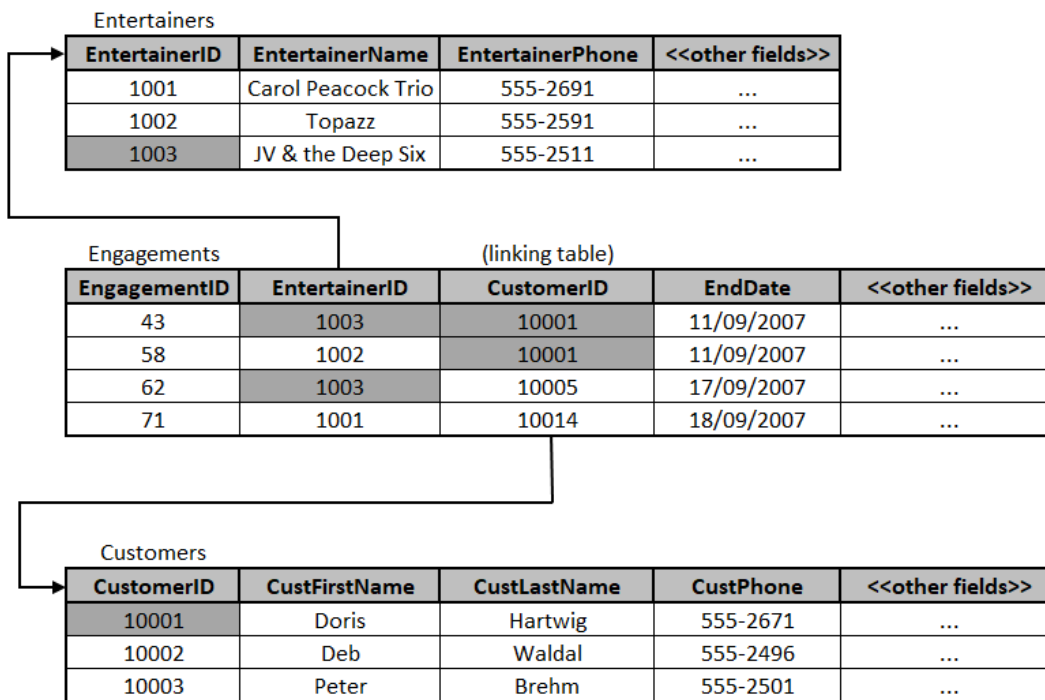 Entertainers
EntertainerID EntertainerName EntertainerPhone <<other fields>>
1001 Carol Peacock Trio 555-2691 ...
1002 Topazz 555-2591 ...
1003 JV & the Deep Six 555-2511 ...
Engagements (linking table)
EngagementID EntertainerID CustomerID EndDate <<other fields>>
43 1003 10001 11/09/2007 ...
58 1002 10001 11/09/2007 ...
62 1003 10005 17/09/2007 ...
71 1001 10014 18/09/2007 ...
Customers
CustomerID CustFirstName CustLastName CustPhone <<other fields>>
10001 Doris Hartwig 555-2671 ...
10002 Deb Waldal 555-2496 ...
10003 Peter Brehm 555-2501 ...